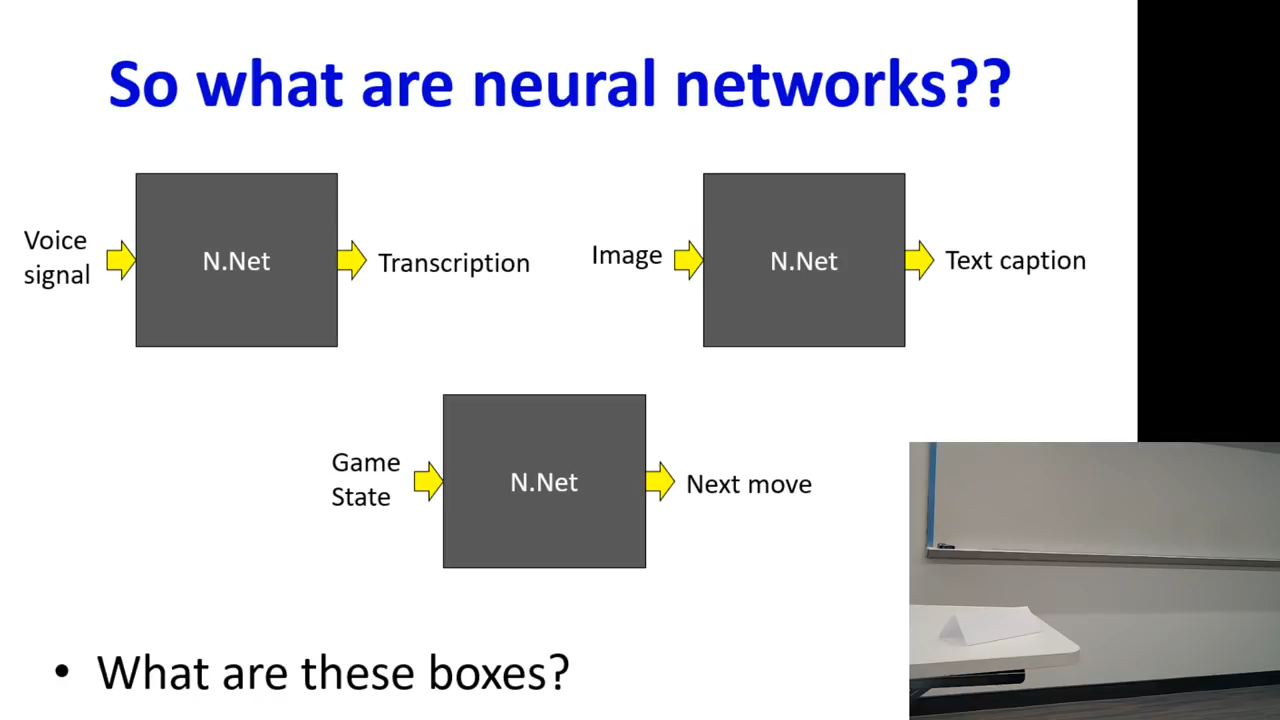 So what are neural networks??
Voice
signal
N.Net
Transcription
Image
N.Net
Text caption
Game
State
N.Net
Next move
• What are these boxes?